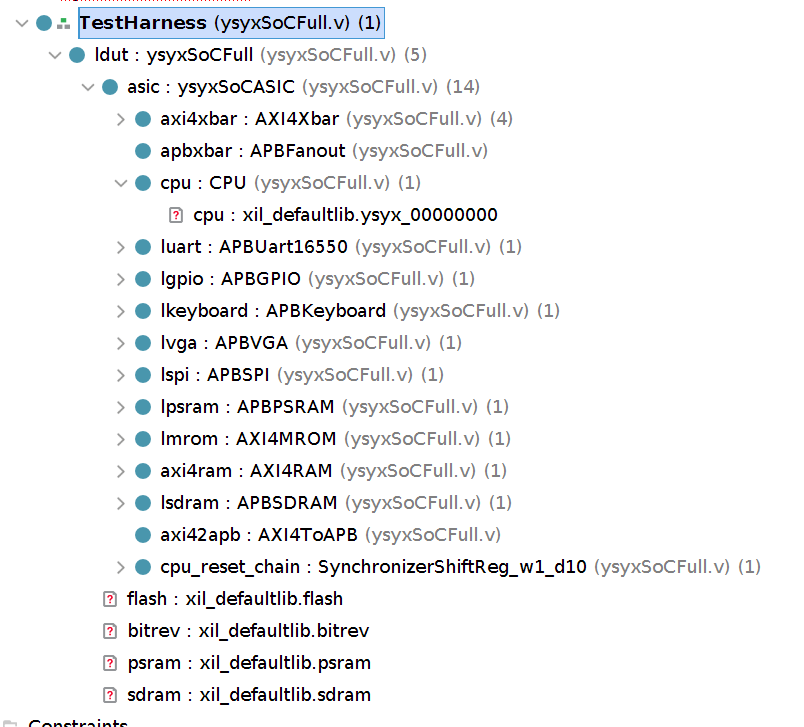 TestHarness (ysyxSoCFull.v) (1)
ldut : ysyxSoCFull (ysyxSoCFull.v) (5)
asic : ysyxSoCASIC (ysyxSoCFull.v) (14)
axi4xbar : AXI4Xbar (ysyxSoCFull.v) (4)
apbxbar : APBFanout (ysyxSoCFull.v)
cpu : CPU (ysyxSoCFull.v) (1)
cpu : xil_defaultlib.ysyx_00000000
luart : APBUart16550 (ysyxSoCFull.v) (1)
lgpio : APBGPIO (ysyxSoCFull.v) (1)
lkeyboard : APBKeyboard (ysyxSoCFull.v) (1)
lvga : APBVGA (ysyxSoCFull.v) (1)
lspi : APBSPI (ysyxSoCFull.v) (1)
lpsram : APBPSRAM (ysyxSoCFull.v) (1)
lmrom : AXI4MROM (ysyxSoCFull.v) (1)
axi4ram : AXI4RAM (ysyxSoCFull.v) (1)
lsdram : APBSDRAM (ysyxSoCFull.v) (1)
axi42apb : AXI4ToAPB (ysyxSoCFull.v)
cpu_reset_chain : SynchronizerShiftReg_w1_d10 (ysyxSoCFull.v) (1)
flash : xil_defaultlib.flash
bitrev : xil_defaultlib.bitrev
psram : xil_defaultlib.psram
sdram : xil_defaultlib.sdram
Constraints